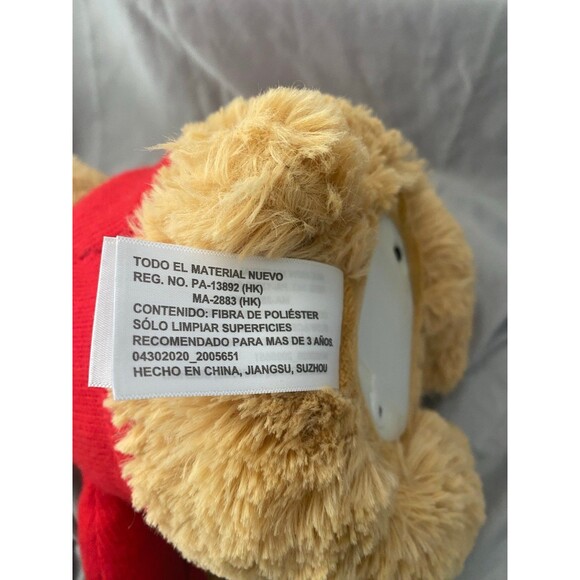 TODO EL MATERIAL NUEVO
REG. NO. PA-13892 (HK)
MA-2883 (HK)
CONTENIDO: FIBRA DE POLIÉSTER
SÓLO LIMPIAR SUPERFICIES
RECOMENDADO PARA MAS DE 3 AÑOS.
04302020_2005651
HECHO EN CHINA, JIANGSU, SUZHOU